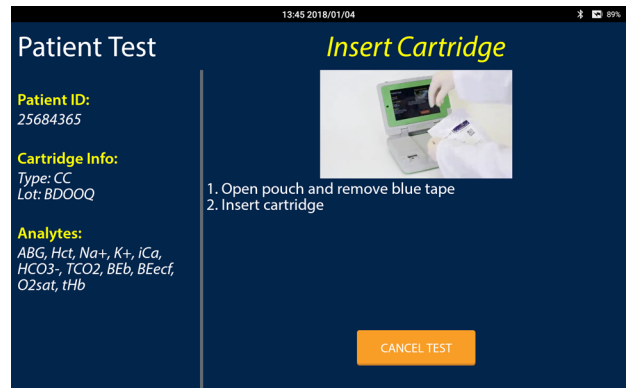 13:45 2018/01/04
89%
Patient Test
Insert Cartridge
Patient ID:
25684365
Cartridge Info:
Type: CC
Lot: BDOOQ
Analytes:
ABG, Hct, Na+, K+, iCa,
HCO3-, TCO2, BEb, BEecf,
O2sat, tHb
1. Open pouch and remove blue tape
2. Insert cartridge
CANCEL TEST